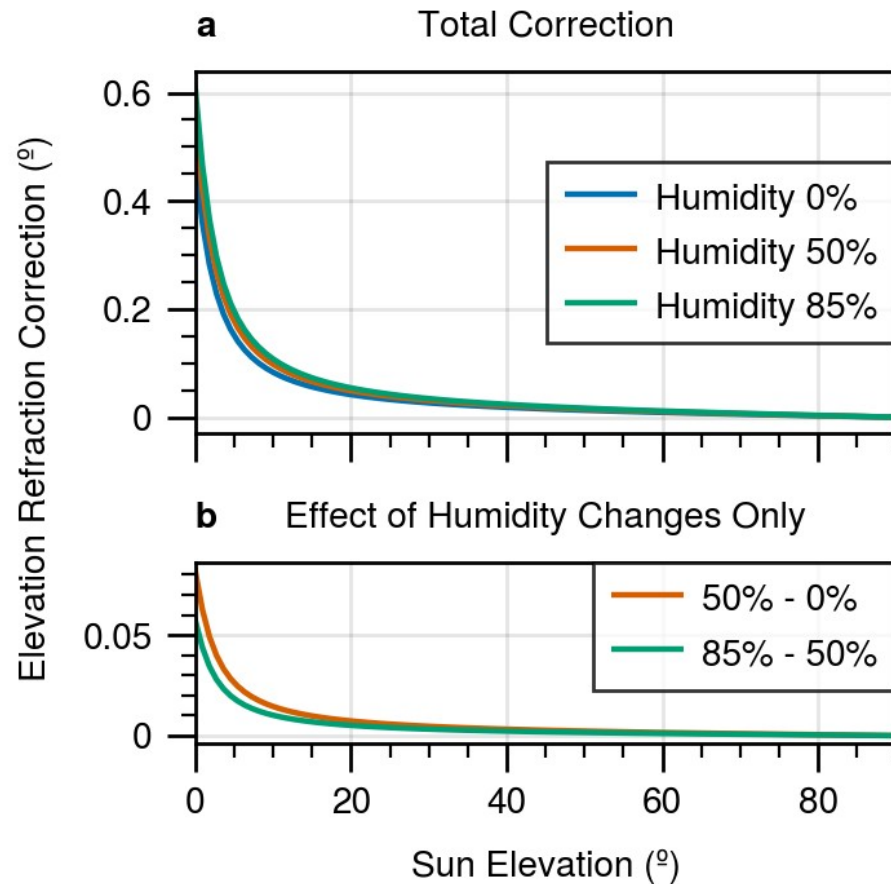 a Total Correction
0.6
0.4
0.2
0
Humidity 0%
Humidity 50%
Humidity 85%
Elevation Refraction Correction (º)
b Effect of Humidity Changes Only
0.05
0
50% - 0%
85% - 50%
0 20 40 60 80
Sun Elevation (º)